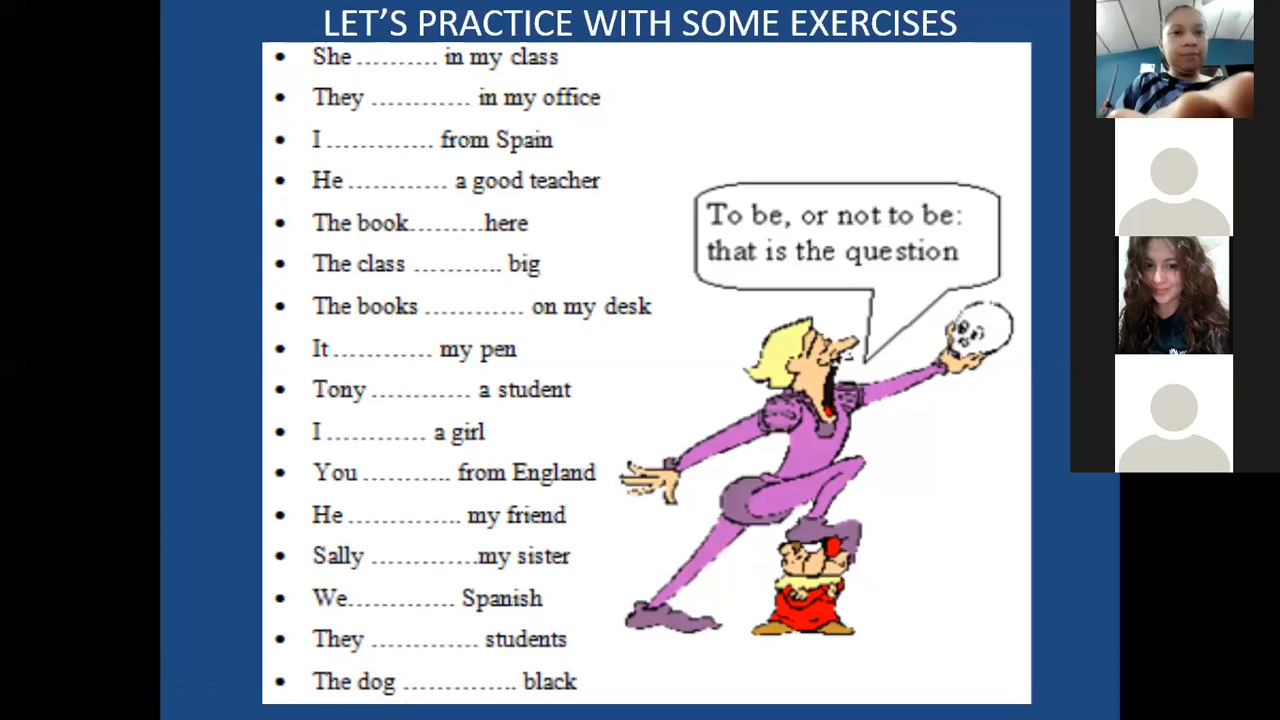 LET'S PRACTICE WITH SOME EXERCISES
• She .......... in my class
• They ............. in my office
• I ............. from Spain
• He ............. a good teacher
• The book.........here
• The class ........... big
• The books ............. on my desk
• It ............. my pen
• Tony ............. a student
• I ............. a girl
• You ............ from England
• He .............. my friend
• Sally ..............my sister
• We.............. Spanish
• They .............. students
• The dog ............... black
To be, or not to be:
that is the question